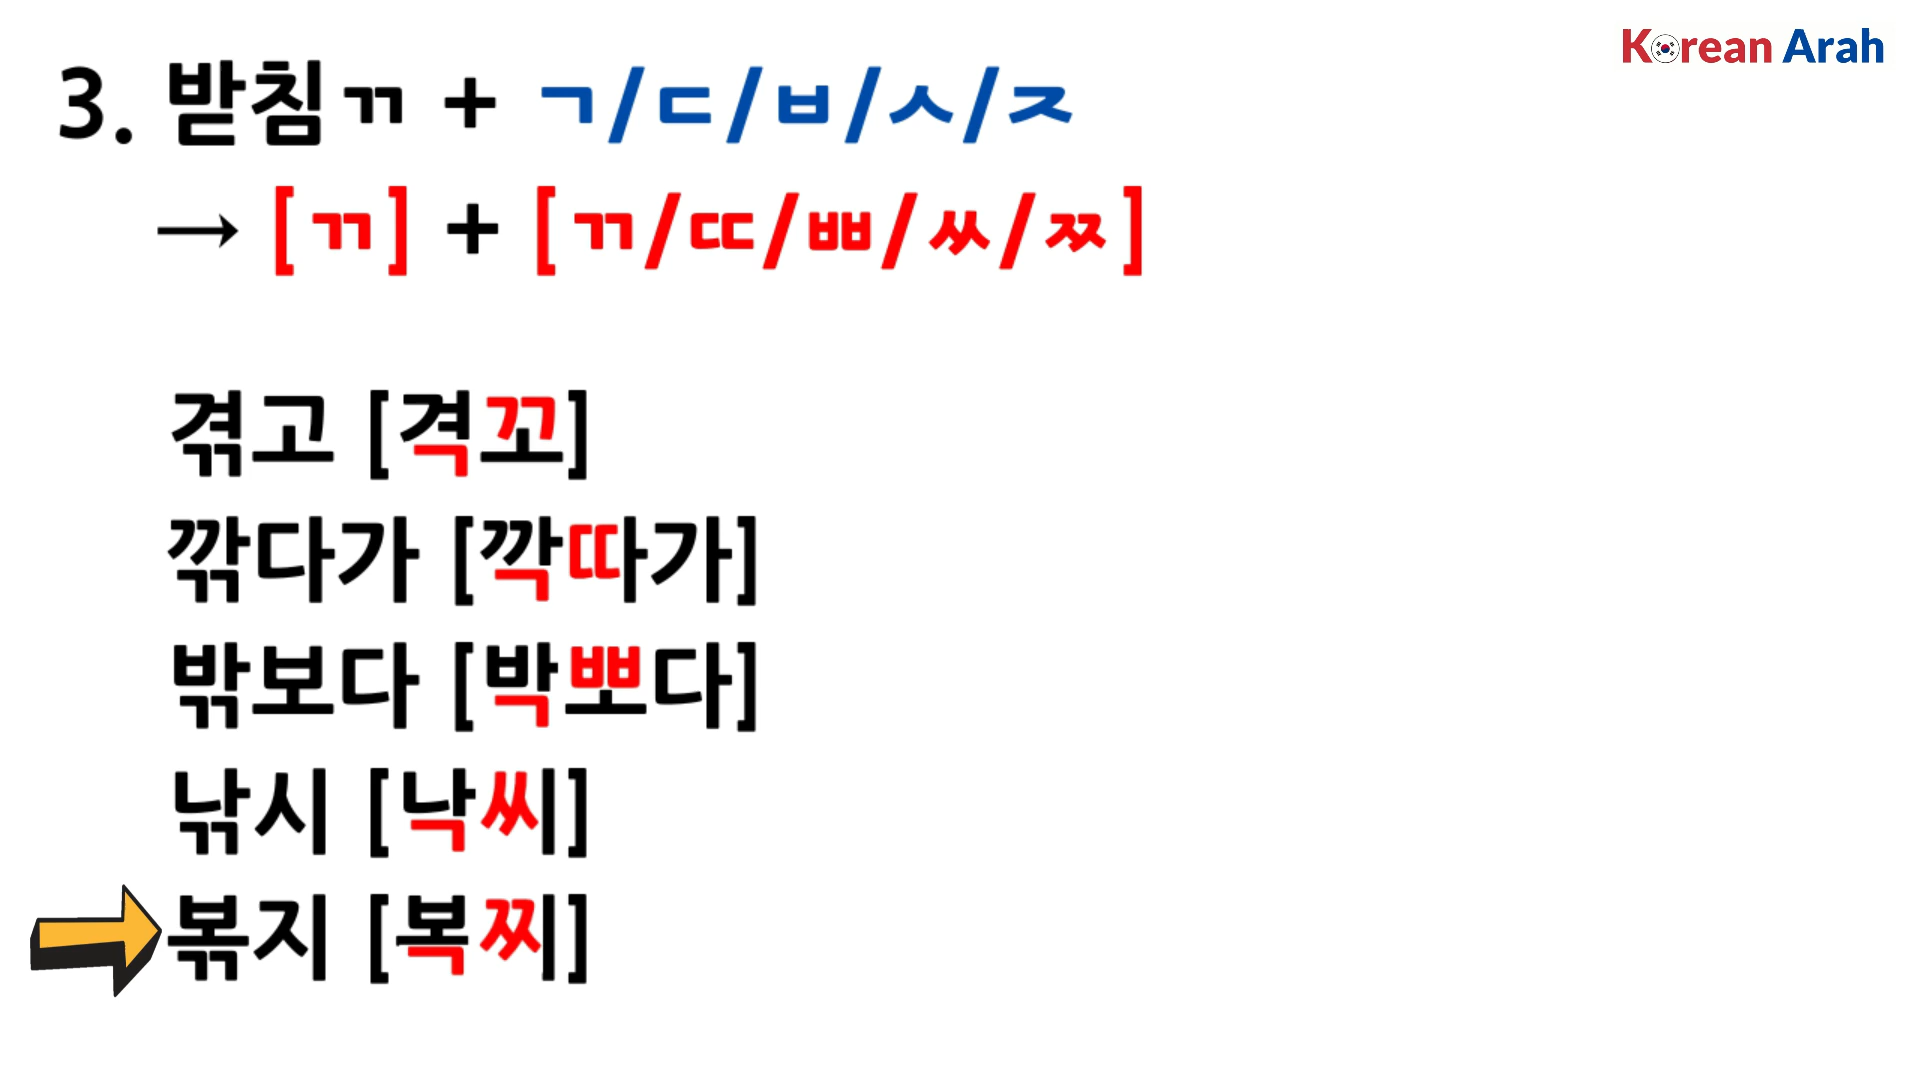 Korean Arah
3. 받침ㄲ + ㄱ/ㄷ/ㅂ/ㅅ/ㅈ
→ [ㄲ] + [ㄲ/ㄸ/ㅃ/ㅆ/ㅉ]
겪고 [격꼬]
깎다가 [깍따가]
밖보다 [박뽀다]
낚시 [낙씨]
볶지 [복찌]